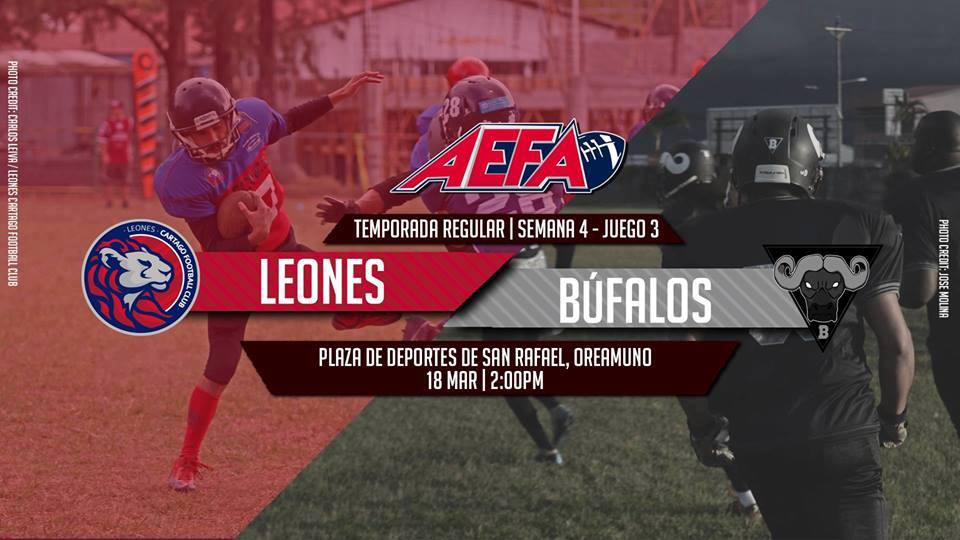 PHOTO CREDIT: CARLOS LEIVA / LEONES CARTAGO FOOTBALL CLUB
AEFA
28
TEMPORADA REGULAR | SEMANA 4 - JUEGO 3
· LEONES · CARTAGO FOOTBALL CLUB
LEONES
BÚFALOS
B
B
PLAZA DE DEPORTES DE SAN RAFAEL, OREAMUNO
18 MAR | 2:00PM
PHOTO CREDIT: JOSE MOLINA